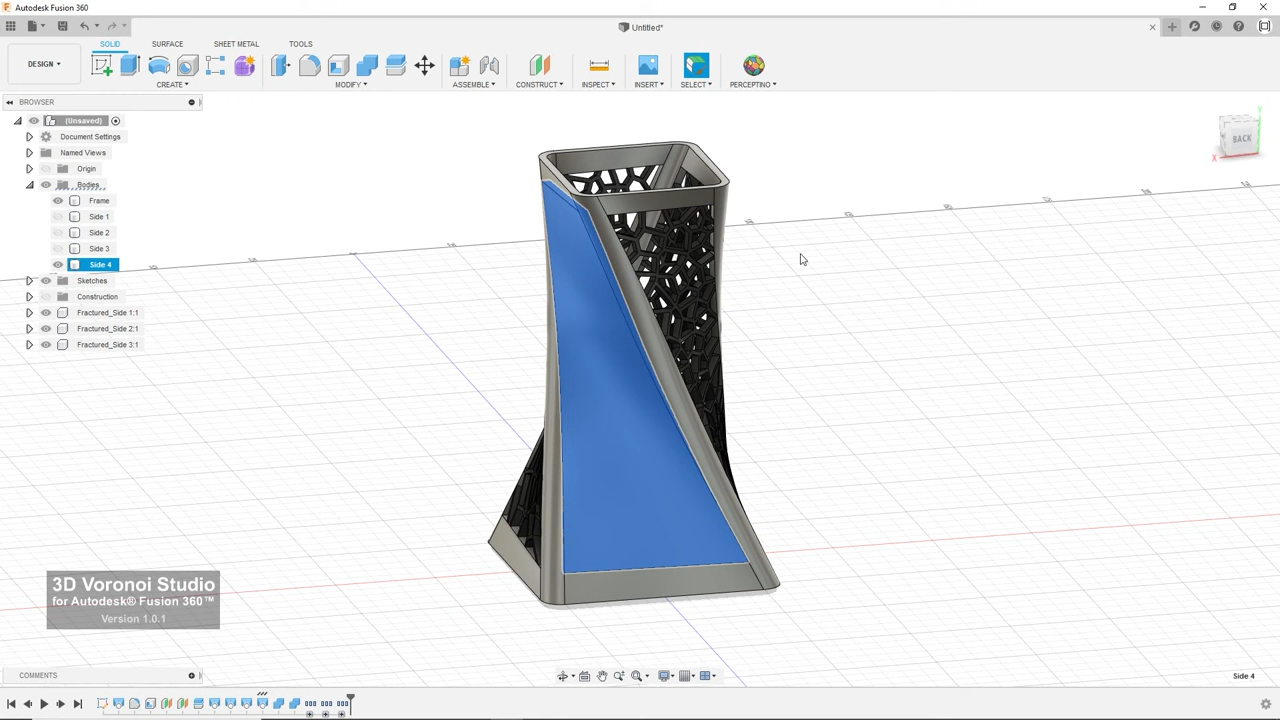 Autodesk Fusion 360
Untitled*
SOLID SURFACE SHEET METAL TOOLS
DESIGN
CREATE MODIFY ASSEMBLE CONSTRUCT INSPECT INSERT SELECT PERCEPTINO
BROWSER
(Unsaved)
Document Settings
Named Views
Origin
Bodies
Frame
Side 1
Side 2
Side 3
Side 4
Sketches
Construction
Fractured_Side 1:1
Fractured_Side 2:1
Fractured_Side 3:1
BACK
X
Y
3D Voronoi Studio
for Autodesk® Fusion 360™
Version 1.0.1
COMMENTS
Side 4